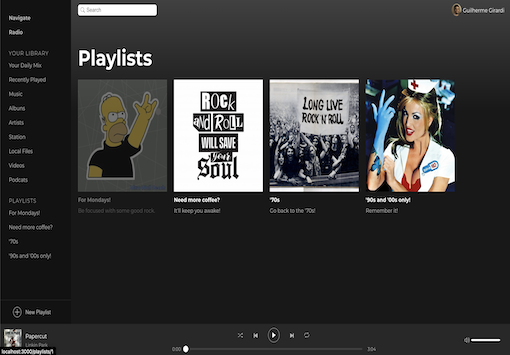 Navigate
Radio
YOUR LIBRARY
Your Daily Mix
Recently Played
Music
Albums
Artists
Station
Local Files
Videos
Podcats
PLAYLISTS
For Mondays!
Need more coffee?
'70s
'90s and '00s only!
New Playlist
Search
Guilherme Girardi
Playlists
ROCK
and ROLL
WILL SAVE
your
Soul
LONG LIVE
ROCK N' ROLL
For Mondays!
Be focused with some good rock.
Need more coffee?
It'll keep you awake!
'70s
Go back to the '70s!
'90s and '00s only!
Remember it!
Papercut
Linkin Park
localhost:3000/playlists/1
0:00
3:04